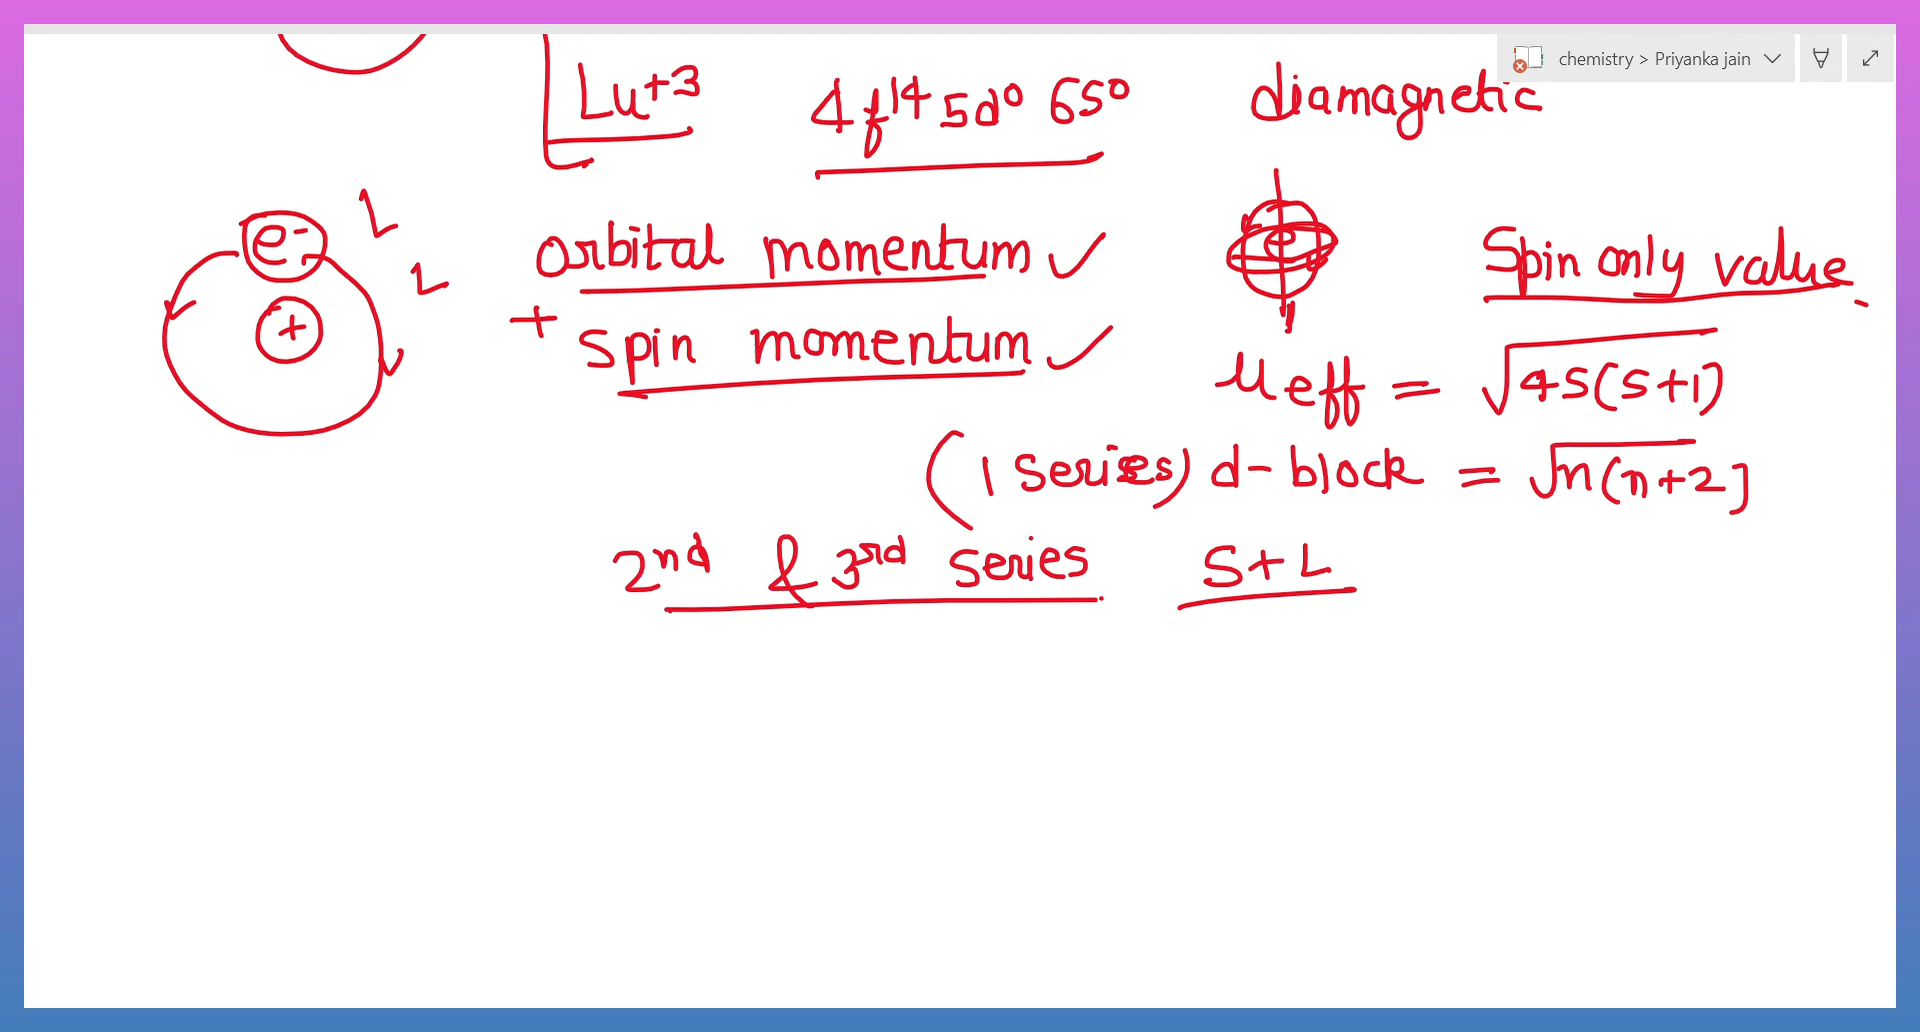 chemistry > Priyanka jain
Lu+3 4f14 5d0 6s0 diamagnetic
e- L
L
+
orbital momentum ✓ Spin only value
+ spin momentum ✓
μeff = √4S(S+1)
(1 Series) d-block = √n(n+2)
2nd & 3rd series S+L